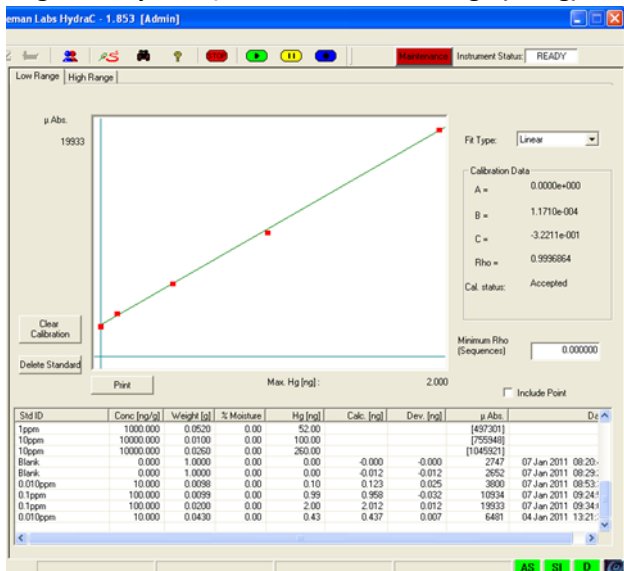 eman Labs HydraC - 1.853 [Admin]
STOP
Maintenance Instrument Status: READY
Low Range High Range
µ Abs.
19933
Fit Type: Linear
Calibration Data
A = 0.0000e+000
B = 1.1710e-004
C = -3.2211e-001
Rho = 0.9996864
Cal. status: Accepted
Clear
Calibration
Delete Standard
Minimum Rho
(Sequences) 0.000000
Print Max. Hg [ng] : 2.000
Include Point
Std ID Conc [ng/g] Weight [g] % Moisture Hg [ng] Calc. [ng] Dev. [ng] µ Abs. Da
1ppm 1000.000 0.0520 0.00 52.00 [497301]
10ppm 10000.000 0.0100 0.00 100.00 [755948]
10ppm 10000.000 0.0260 0.00 260.00 [1045921]
Blank 0.000 1.0000 0.00 0.00 -0.000 -0.000 2747 07 Jan 2011 08:20:
Blank 0.000 1.0000 0.00 0.00 -0.012 -0.012 2652 07 Jan 2011 08:29:
0.010ppm 10.000 0.0098 0.00 0.10 0.123 0.025 3800 07 Jan 2011 08:53:
0.1ppm 100.000 0.0099 0.00 0.99 0.958 -0.032 10934 07 Jan 2011 09:24:
0.1ppm 100.000 0.0200 0.00 2.00 2.012 0.012 19933 07 Jan 2011 09:34:
0.010ppm 10.000 0.0430 0.00 0.43 0.437 0.007 6481 04 Jan 2011 13:21:
AS SI D